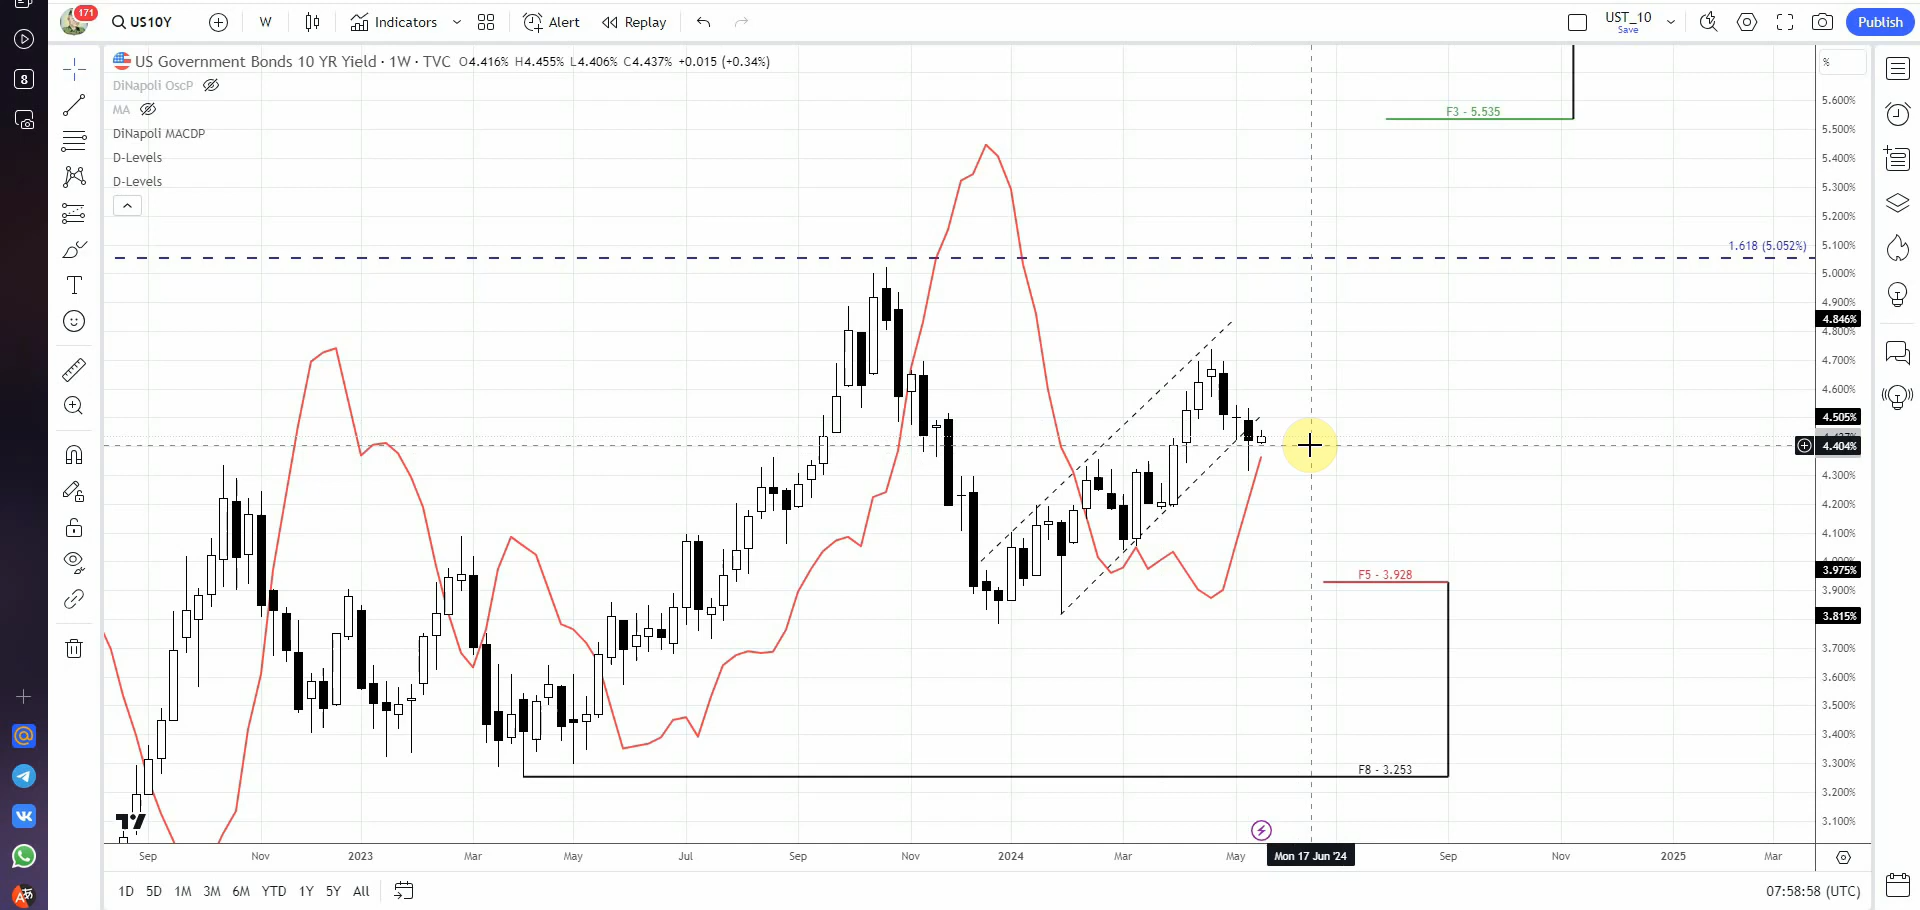 171
US10Y
W
Indicators
Alert
Replay
UST_10
Save
Publish
8
US Government Bonds 10 YR Yield · 1W · TVC O4.416% H4.455% L4.406% C4.437% +0.015 (+0.34%)
DiNapoli OscP
MA
DiNapoli MACDP
D-Levels
D-Levels
%
F3 - 5.535
1.618 (5.052%)
F5 - 3.928
F8 - 3.253
5.600%
5.500%
5.400%
5.300%
5.200%
5.100%
5.000%
4.900%
4.846%
4.800%
4.700%
4.600%
4.505%
4.404%
4.300%
4.200%
4.100%
3.975%
3.900%
3.815%
3.700%
3.600%
3.500%
3.400%
3.300%
3.200%
3.100%
Sep Nov 2023 Mar May Jul Sep Nov 2024 Mar May Mon 17 Jun '24 Sep Nov 2025 Mar
1D 5D 1M 3M 6M YTD 1Y 5Y All
07:58:58 (UTC)